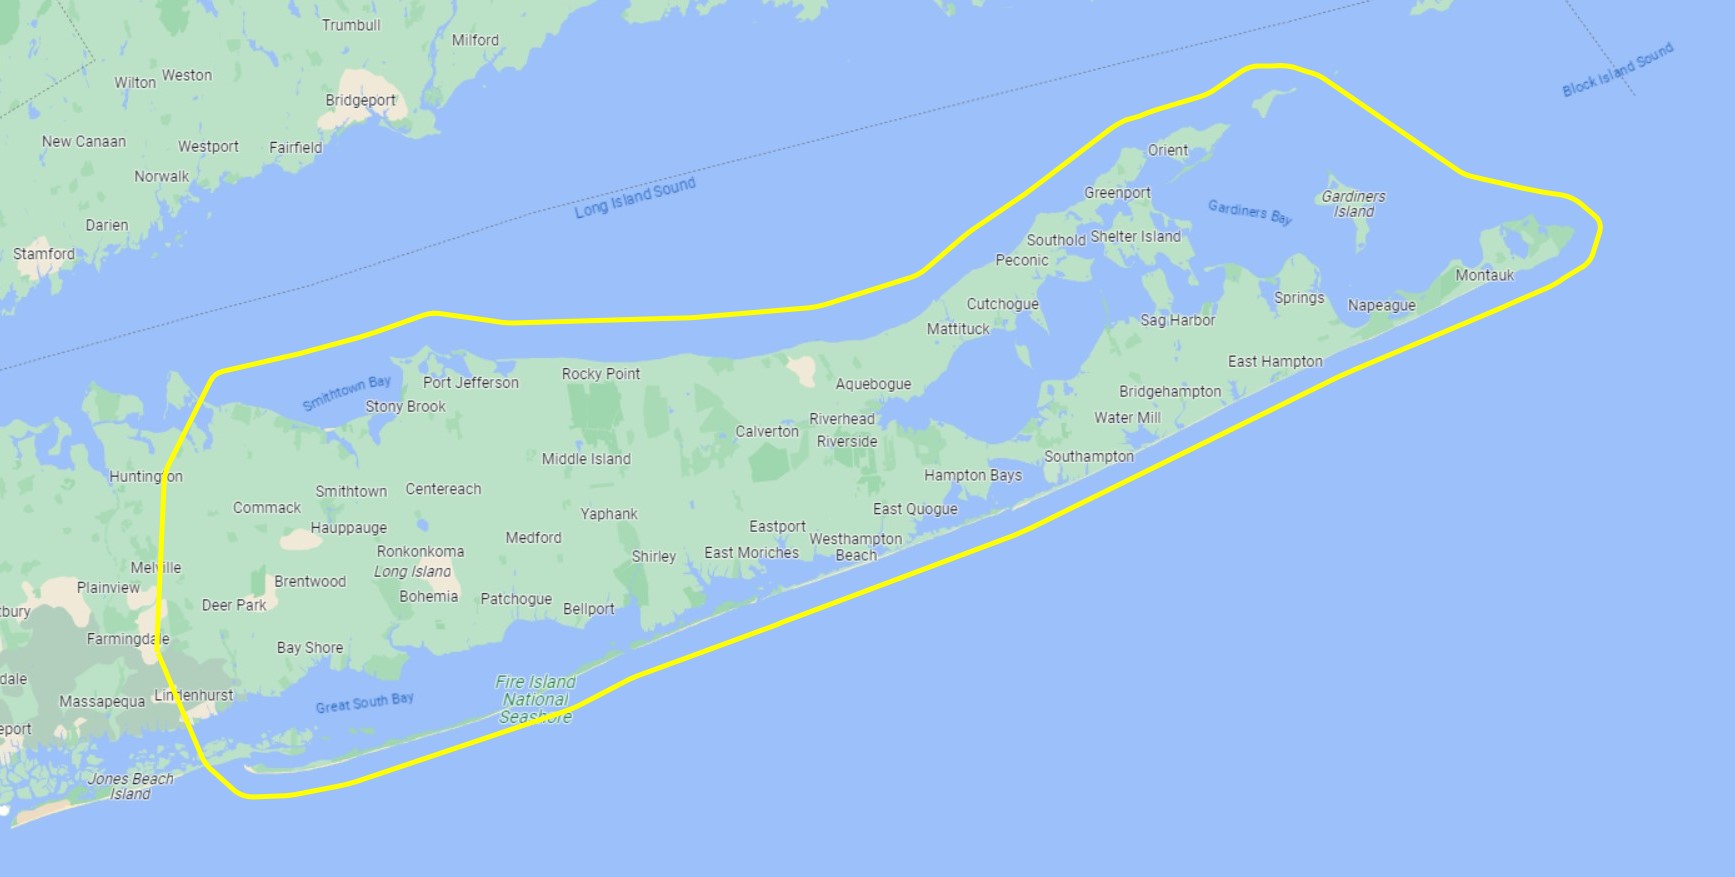 Trumbull
Milford
Wilton
Weston
Bridgeport
Block Island Sound
New Canaan
Westport
Fairfield
Orient
Norwalk
Long Island Sound
Greenport
Gardiners
Island
Gardiners Bay
Darien
Southold
Shelter Island
Stamford
Peconic
Montauk
Springs
Napeague
Cutchogue
Mattituck
Sag Harbor
East Hampton
Rocky Point
Port Jefferson
Smithtown Bay
Aquebogue
Bridgehampton
Stony Brook
Riverhead
Water Mill
Calverton
Riverside
Middle Island
Southampton
Huntington
Hampton Bays
Smithtown
Centereach
Commack
East Quogue
Yaphank
Hauppauge
Eastport
Medford
Westhampton
Beach
Ronkonkoma
Shirley
East Moriches
Melville
Long Island
Plainview
Brentwood
Bohemia
Patchogue
Deer Park
Bellport
tbury
Farmingdale
Bay Shore
dale
Fire Island
National
Seashore
Massapequa
Lindenhurst
Great South Bay
eport
Jones Beach
Island